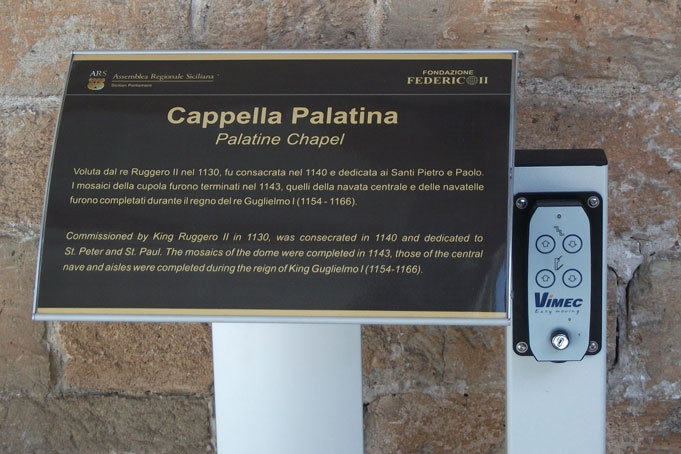 ARS Assemblea Regionale Siciliana
Sicilian Parliament
FONDAZIONE
FEDERICO II
Cappella Palatina
Palatine Chapel
Voluta dal re Ruggero II nel 1130, fu consacrata nel 1140 e dedicata ai Santi Pietro e Paolo.
I mosaici della cupola furono terminati nel 1143, quelli della navata centrale e delle navatelle
furono completati durante il regno del re Guglielmo I (1154 - 1166).
Commissioned by King Ruggero II in 1130, was consecrated in 1140 and dedicated to
St. Peter and St. Paul. The mosaics of the dome were completed in 1143, those of the central
nave and aisles were completed during the reign of King Guglielmo I (1154-1166).
VIMEC
Easy moving